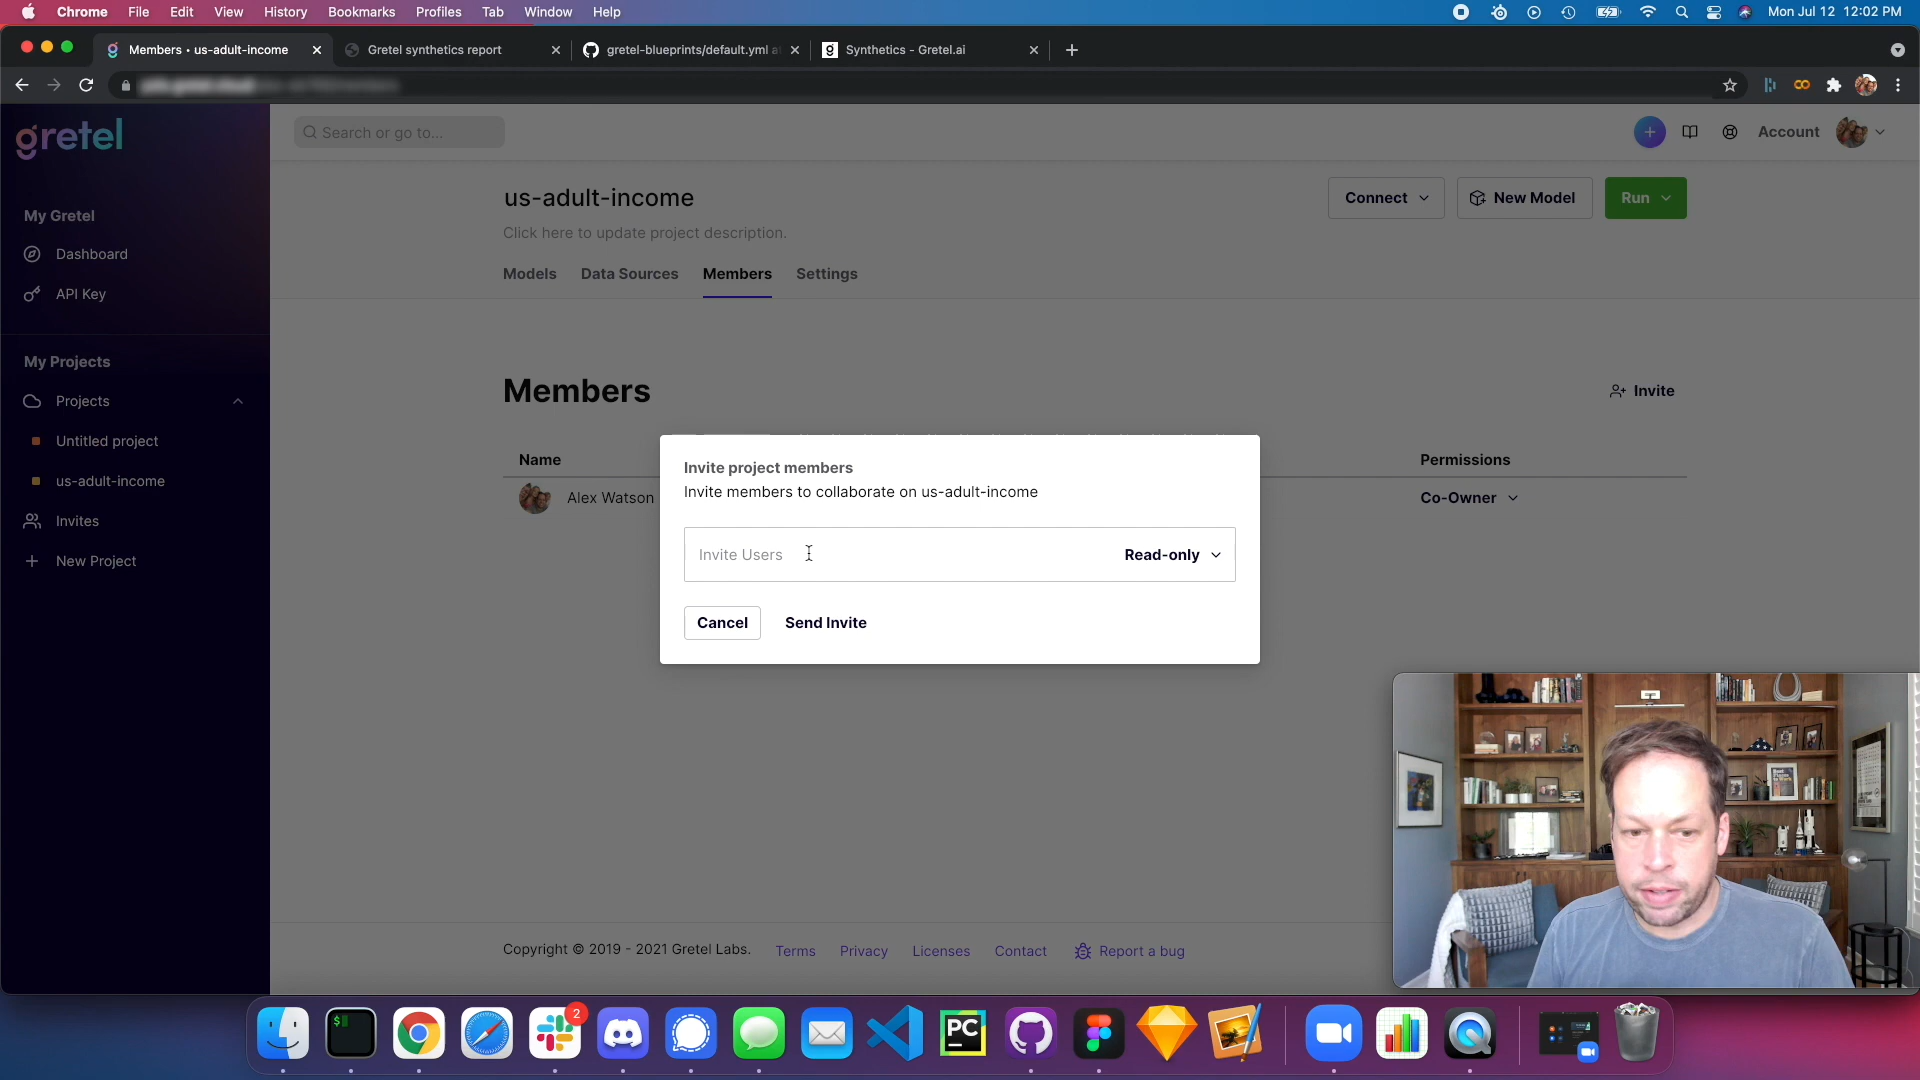 Chrome File Edit View History Bookmarks Profiles Tab Window Help
Mon Jul 12 12:02 PM
Members • us-adult-income
Gretel synthetics report
gretel-blueprints/default.yml a
Synthetics - Gretel.ai
gretel
Search or go to...
Account
My Gretel
Dashboard
API Key
My Projects
Projects
Untitled project
us-adult-income
Invites
New Project
us-adult-income
Click here to update project description.
Connect
New Model
Run
Models Data Sources Members Settings
Members
Invite
Name
Permissions
Alex Watson
Co-Owner
Invite project members
Invite members to collaborate on us-adult-income
Invite Users
Read-only
Cancel
Send Invite
Copyright © 2019 - 2021 Gretel Labs. Terms Privacy Licenses Contact Report a bug
2
$
PC